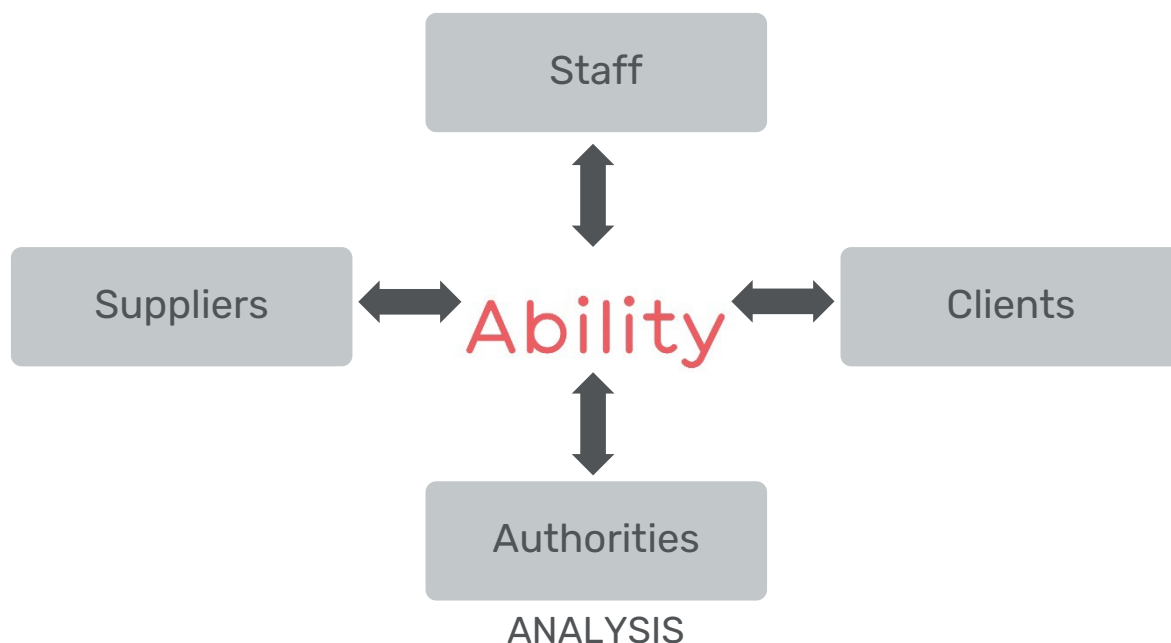 Staff
Suppliers
Ability
Clients
Authorities
ANALYSIS